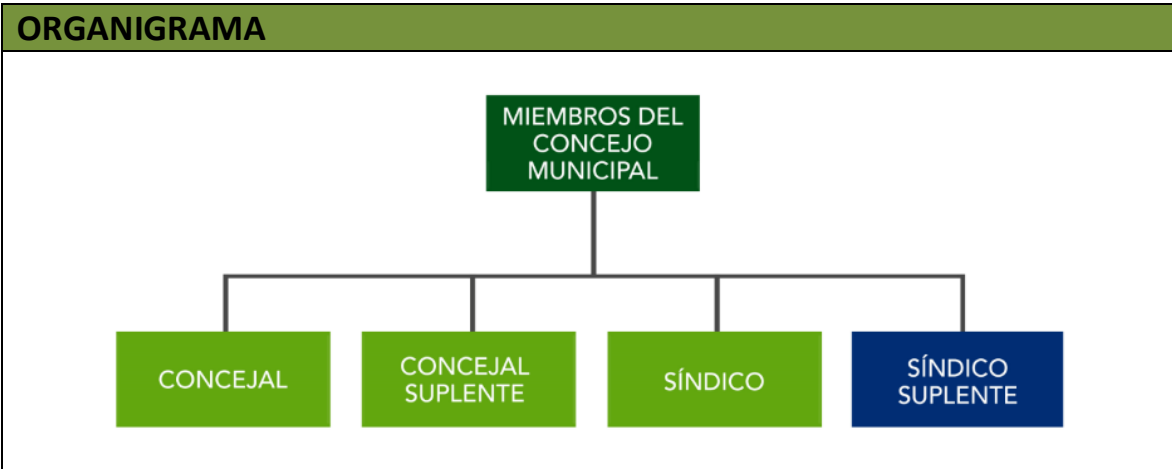 ORGANIGRAMA
MIEMBROS DEL
CONCEJO
MUNICIPAL
CONCEJAL
CONCEJAL
SUPLENTE
SÍNDICO
SÍNDICO
SUPLENTE